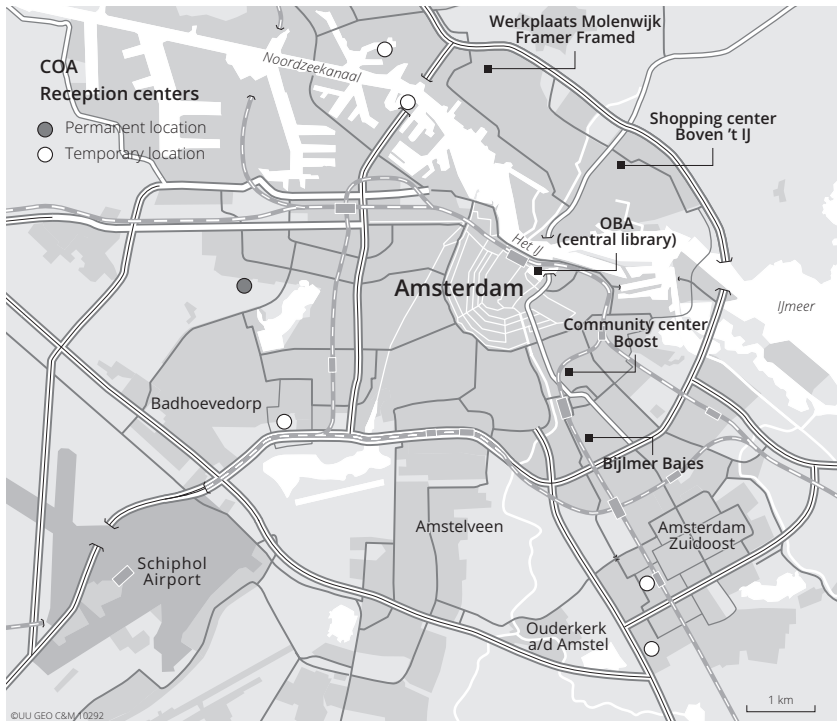 Werkplaats Molenwijk
Framer Framed
COA
Reception centers
Permanent location
Temporary location
Noordzeekanaal
Shopping center
Boven ’t IJ
OBA
(central library)
Het IJ
Amsterdam
IJmeer
Community center
Boost
Badhoevedorp
Bijlmer Bajes
Amstelveen
Amsterdam
Zuidoost
Schiphol
Airport
Ouderkerk
a/d Amstel
1 km
©UU GEO C&M 10292